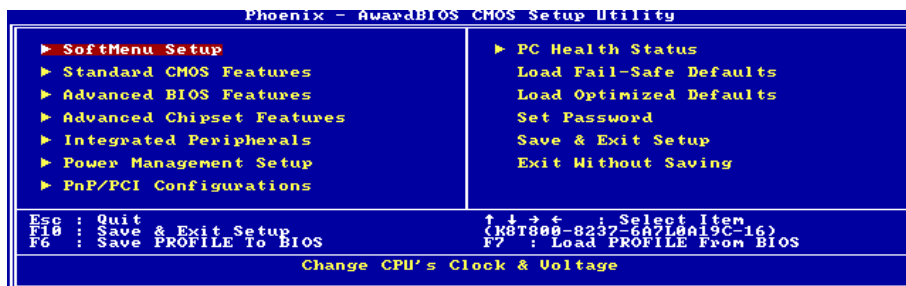 Phoenix - AwardBIOS CMOS Setup Utility
▶ SoftMenu Setup
▶ Standard CMOS Features
▶ Advanced BIOS Features
▶ Advanced Chipset Features
▶ Integrated Peripherals
▶ Power Management Setup
▶ PnP/PCI Configurations
▶ PC Health Status
Load Fail-Safe Defaults
Load Optimized Defaults
Set Password
Save & Exit Setup
Exit Without Saving
Esc : Quit
F10 : Save & Exit Setup
F6 : Save PROFILE To BIOS
↑ ↓ → ← : Select Item
(K8T800-8237-6A7L0A19C-16)
F7 : Load PROFILE From BIOS
Change CPU's Clock & Voltage